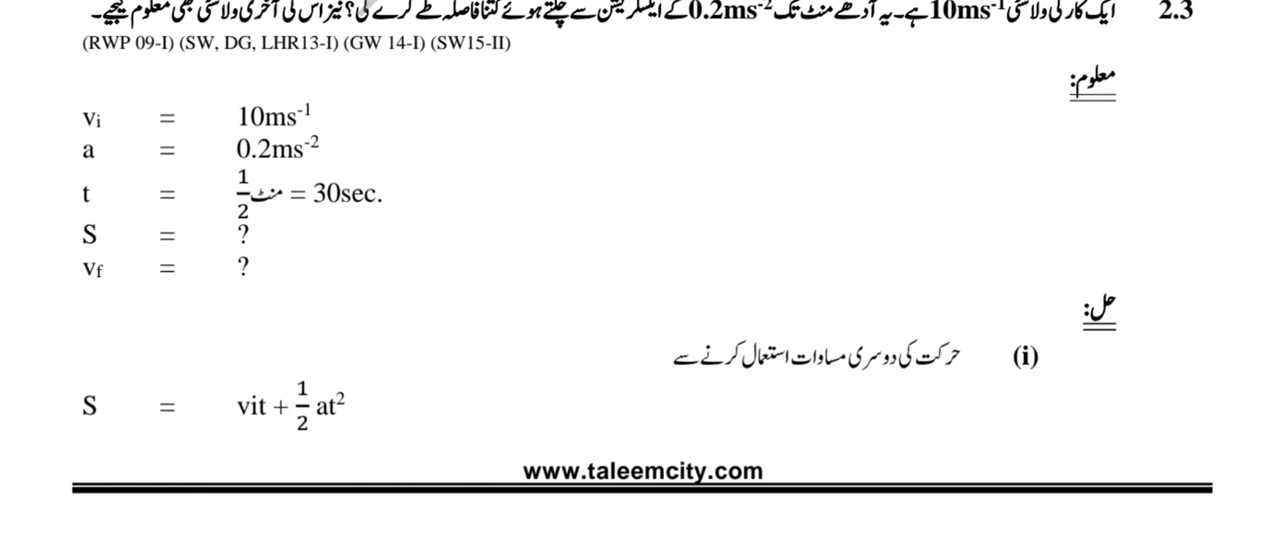 2.3 ایک کار کی ولاسٹی 10ms-1 ہے۔ یہ آدھے منٹ تک 0.2ms-2 کے ایکسلریشن سے چلتے ہوئے کتنا فاصلہ طے کرے گی؟ نیز اس کی آخری ولاسٹی بھی معلوم کیجیے۔
(RWP 09-I) (SW, DG, LHR13-I) (GW 14-I) (SW15-II)
معلوم:
vi = 10ms-1
a = 0.2ms-2
t = 1/2 منٹ = 30sec.
S = ?
vf = ?
حل:
(i) حرکت کی دوسری مساوات استعمال کرنے سے
S = vit + 1/2 at2
www.taleemcity.com